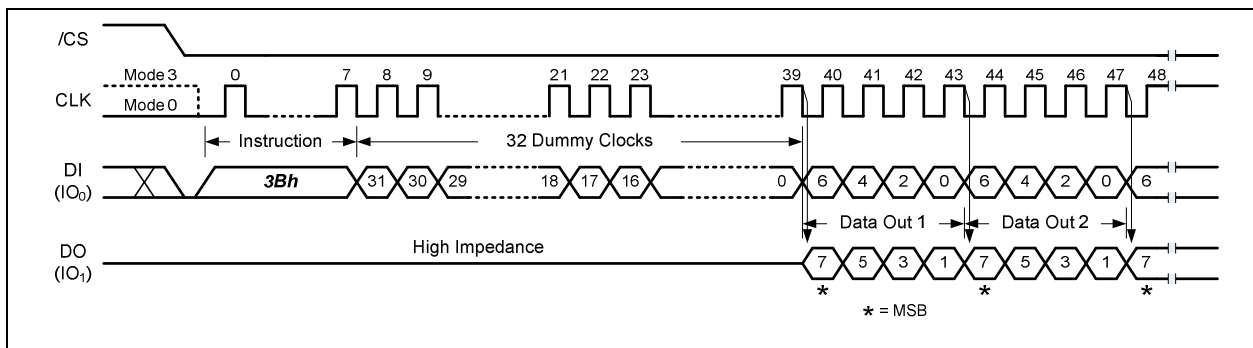 /CS
Mode 3 0 7 8 9 21 22 23 39 40 41 42 43 44 45 46 47 48
CLK
Mode 0
Instruction 32 Dummy Clocks
DI
(IO0)
3Bh 31 30 29 18 17 16 0 6 4 2 0 6 4 2 0 6
Data Out 1 Data Out 2
High Impedance
DO
(IO1)
7 5 3 1 7 5 3 1 7
* * *
* = MSB